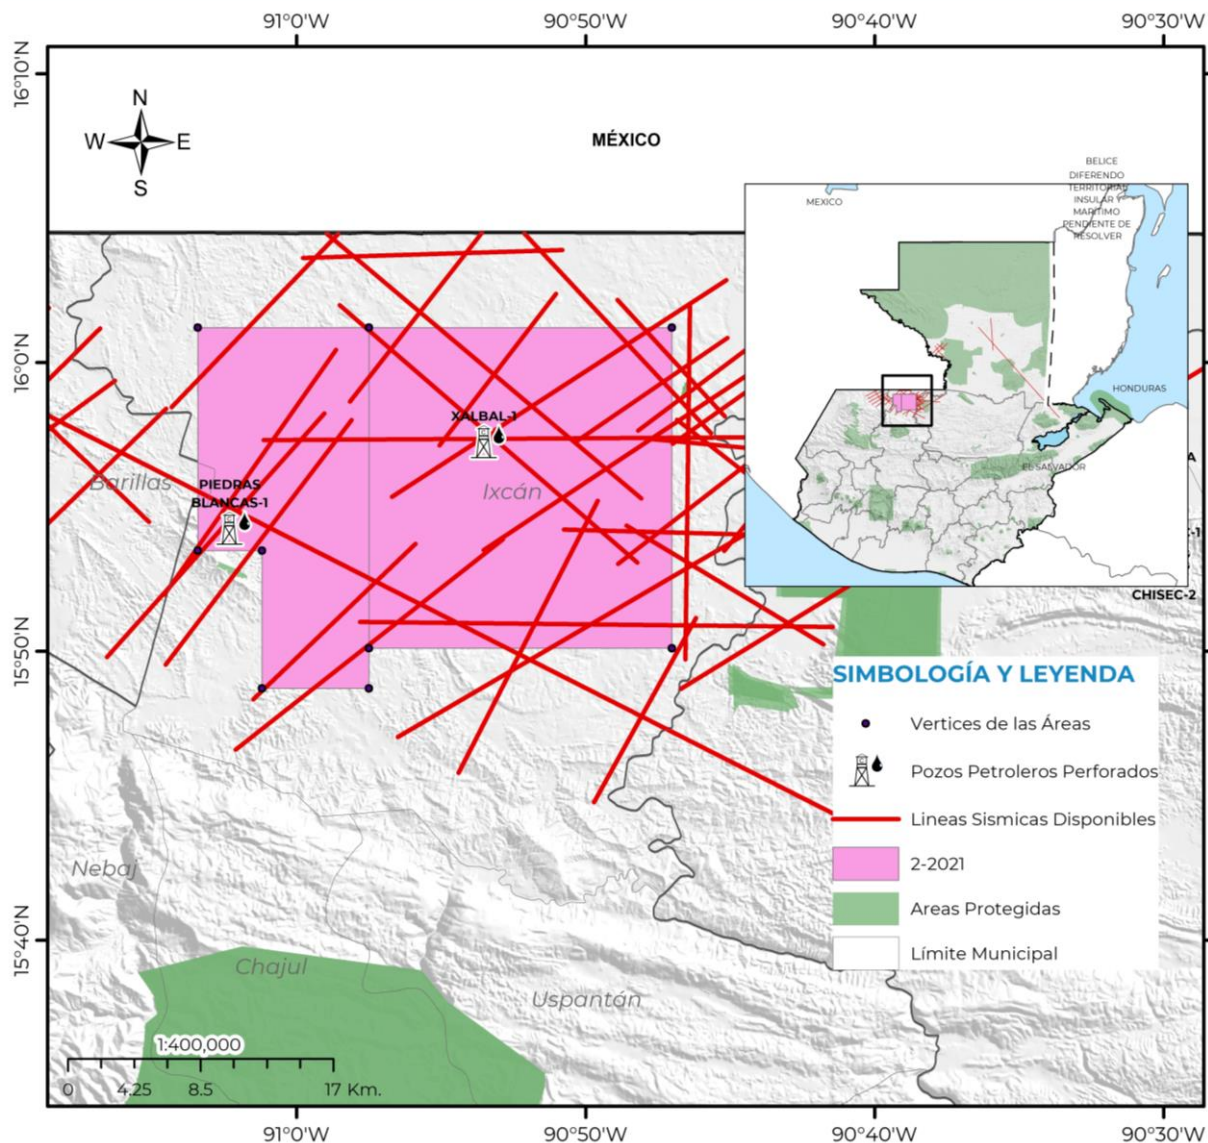 91°0'W
90°50'W
90°40'W
90°30'W
16°10'N
N
W
E
S
MÉXICO
BELICE
DIFERENDO
TERRITORIAL
INSULAR Y
MARITIMO
PENDIENTE DE
RESOLVER
MEXICO
HONDURAS
EL SALVADOR
16°0'N
XALBAL-1
Barillas
PIEDRAS
BLANCAS-1
Ixcán
CHISEC-2
15°50'N
SIMBOLOGÍA Y LEYENDA
Vertices de las Áreas
Pozos Petroleros Perforados
Lineas Sismicas Disponibles
2-2021
Areas Protegidas
Límite Municipal
Nebaj
15°40'N
Chajul
Uspantán
1:400,000
0
4.25
8.5
17 Km.
91°0'W
90°50'W
90°40'W
90°30'W